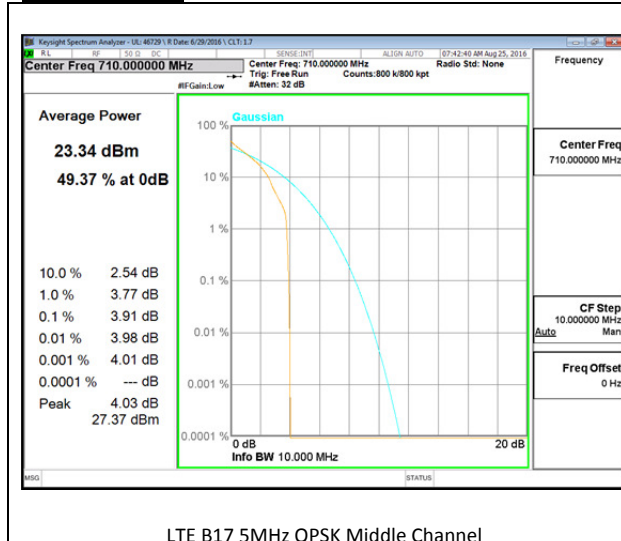 Keysight Spectrum Analyzer - UL: 46729 \ R Date: 6/29/2016 \ CLT: 1.7
RL RF 50 Ω DC SENSE:INT ALIGN AUTO 07:42:40 AM Aug 25, 2016
Center Freq 710.000000 MHz
Center Freq: 710.000000 MHz Radio Std: None
Trig: Free Run Counts:800 k/800 kpt
#IFGain:Low #Atten: 32 dB
Frequency
Average Power
23.34 dBm
49.37 % at 0dB
10.0 % 2.54 dB
1.0 % 3.77 dB
0.1 % 3.91 dB
0.01 % 3.98 dB
0.001 % 4.01 dB
0.0001 % --- dB
Peak 4.03 dB
27.37 dBm
Gaussian
100 %
10 %
1 %
0.1 %
0.01 %
0.001 %
0.0001 %
0 dB 20 dB
Info BW 10.000 MHz
Center Freq
710.000000 MHz
CF Step
10.000000 MHz
Auto Man
Freq Offset
0 Hz
MSG STATUS
LTE B17 5MHz QPSK Middle Channel